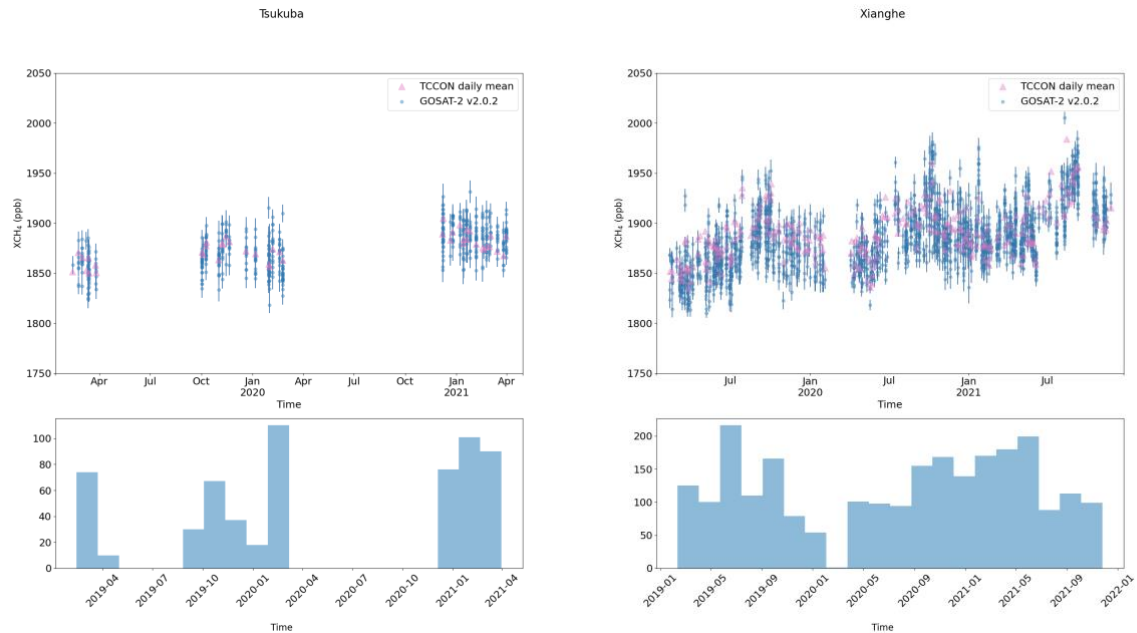 Tsukuba
2050
2000
1950
1900
1850
1800
1750
XCH₄ (ppb)
TCCON daily mean
GOSAT-2 v2.0.2
Apr Jul Oct Jan Apr Jul Oct Jan Apr
2020 2021
Time
100
80
60
40
20
0
2019-04 2019-07 2019-10 2020-01 2020-04 2020-07 2020-10 2021-01 2021-04
Time
Xianghe
2050
2000
1950
1900
1850
1800
1750
XCH₄ (ppb)
TCCON daily mean
GOSAT-2 v2.0.2
Jul Jan Jul Jan Jul
2020 2021
Time
200
150
100
50
0
2019-01 2019-05 2019-09 2020-01 2020-05 2020-09 2021-01 2021-05 2021-09 2022-01
Time